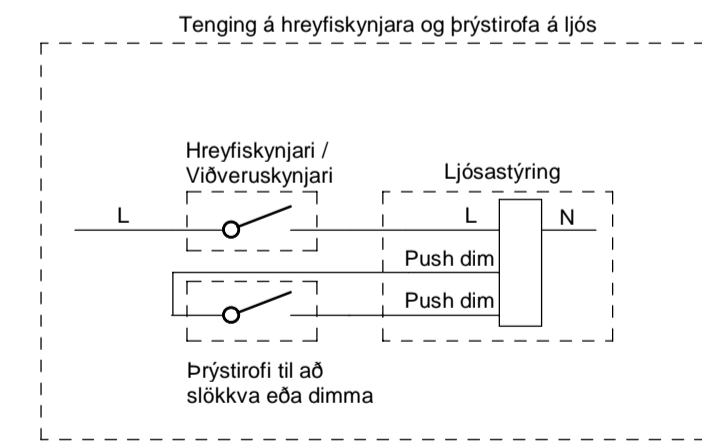 Tenging á hreyfiskynjara og þrýstirofa á ljós
Hreyfiskynjari /
Viðveruskynjari
Ljósastýring
L
L
N
Push dim
Push dim
Þrýstirofi til að
slökkva eða dimma